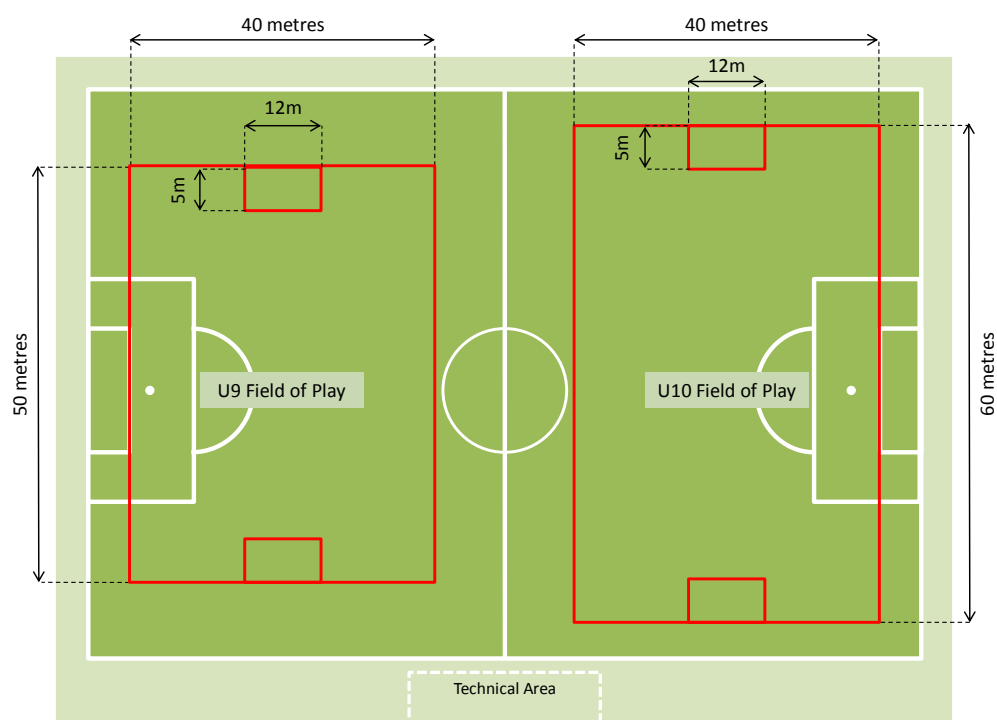 40 metres
40 metres
12m
12m
5m
5m
50 metres
60 metres
U9 Field of Play
U10 Field of Play
Technical Area